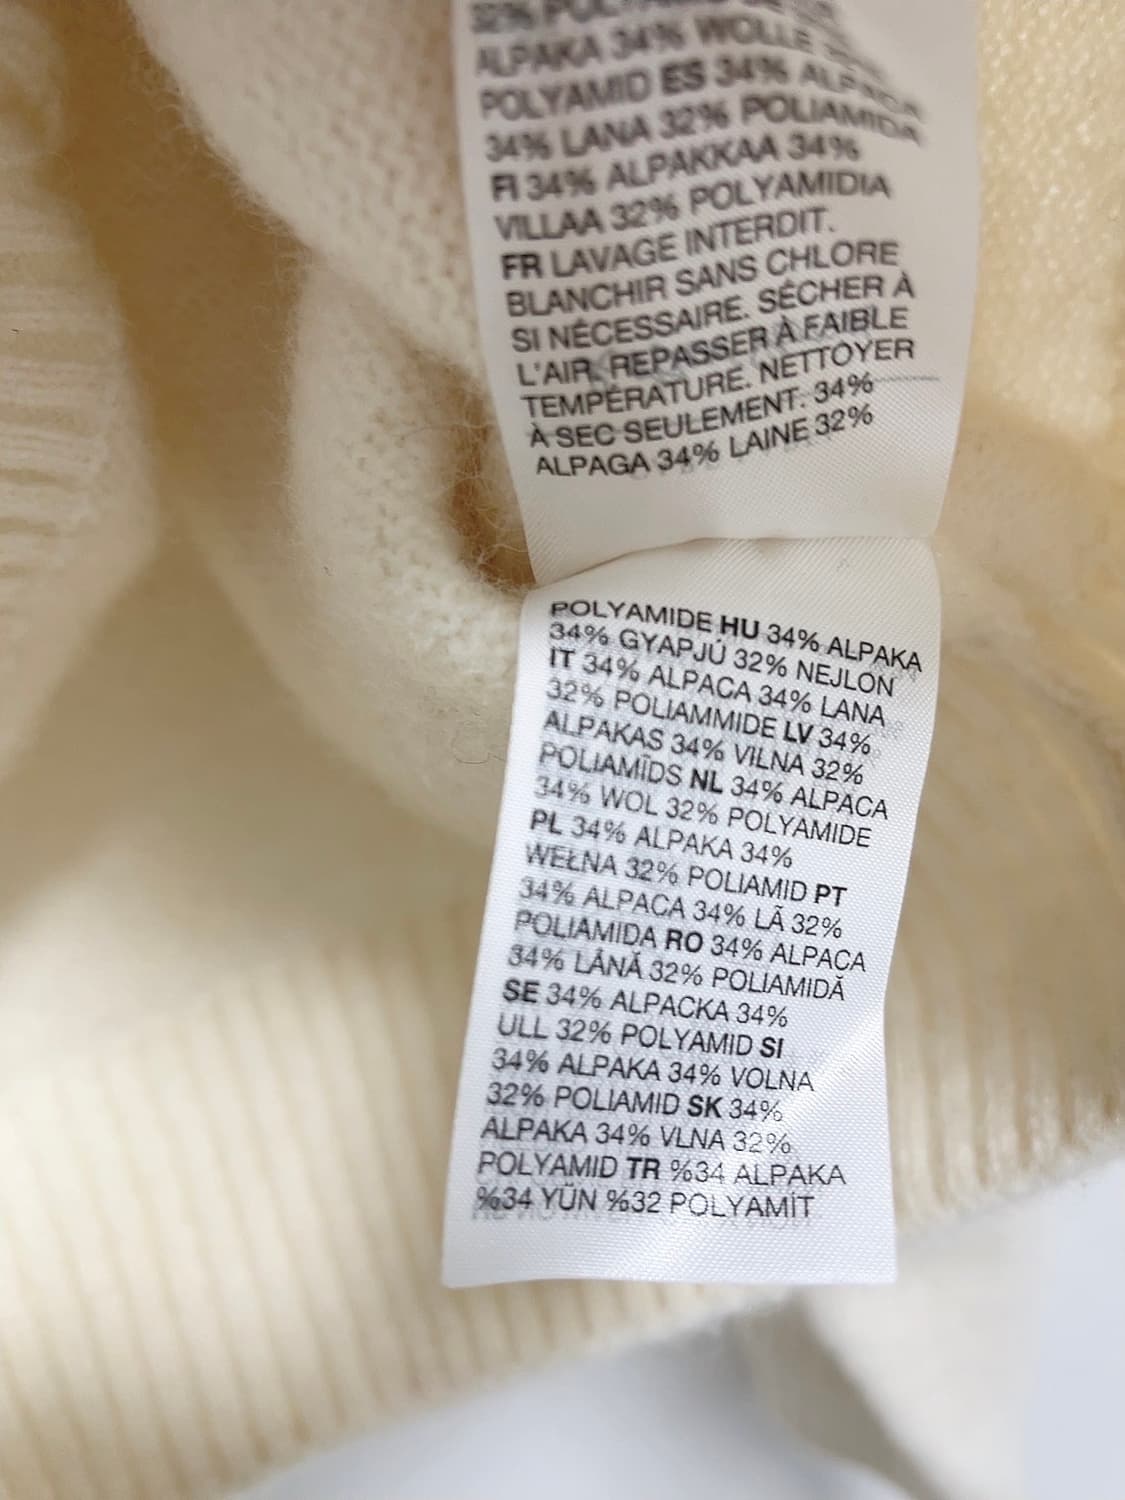 ALPAKA 34% WOLLE
POLYAMID ES 34% ALPACA
34% LANA 32% POLIAMIDA
FI 34% ALPAKKAA 34%
VILLAA 32% POLYAMIDIA
FR LAVAGE INTERDIT.
BLANCHIR SANS CHLORE
SI NÉCESSAIRE. SÉCHER À
L'AIR. REPASSER À FAIBLE
TEMPÉRATURE. NETTOYER
À SEC SEULEMENT. 34%
ALPAGA 34% LAINE 32%
POLYAMIDE HU 34% ALPAKA
34% GYAPJÚ 32% NEJLON
IT 34% ALPACA 34% LANA
32% POLIAMMIDE LV 34%
ALPAKAS 34% VILNA 32%
POLIAMĪDS NL 34% ALPACA
34% WOL 32% POLYAMIDE
PL 34% ALPAKA 34%
WEŁNA 32% POLIAMID PT
34% ALPACA 34% LÃ 32%
POLIAMIDA RO 34% ALPACA
34% LÂNĂ 32% POLIAMIDĂ
SE 34% ALPACKA 34%
ULL 32% POLYAMID SI
34% ALPAKA 34% VOLNA
32% POLIAMID SK 34%
ALPAKA 34% VLNA 32%
POLYAMID TR %34 ALPAKA
%34 YÜN %32 POLYAMİT